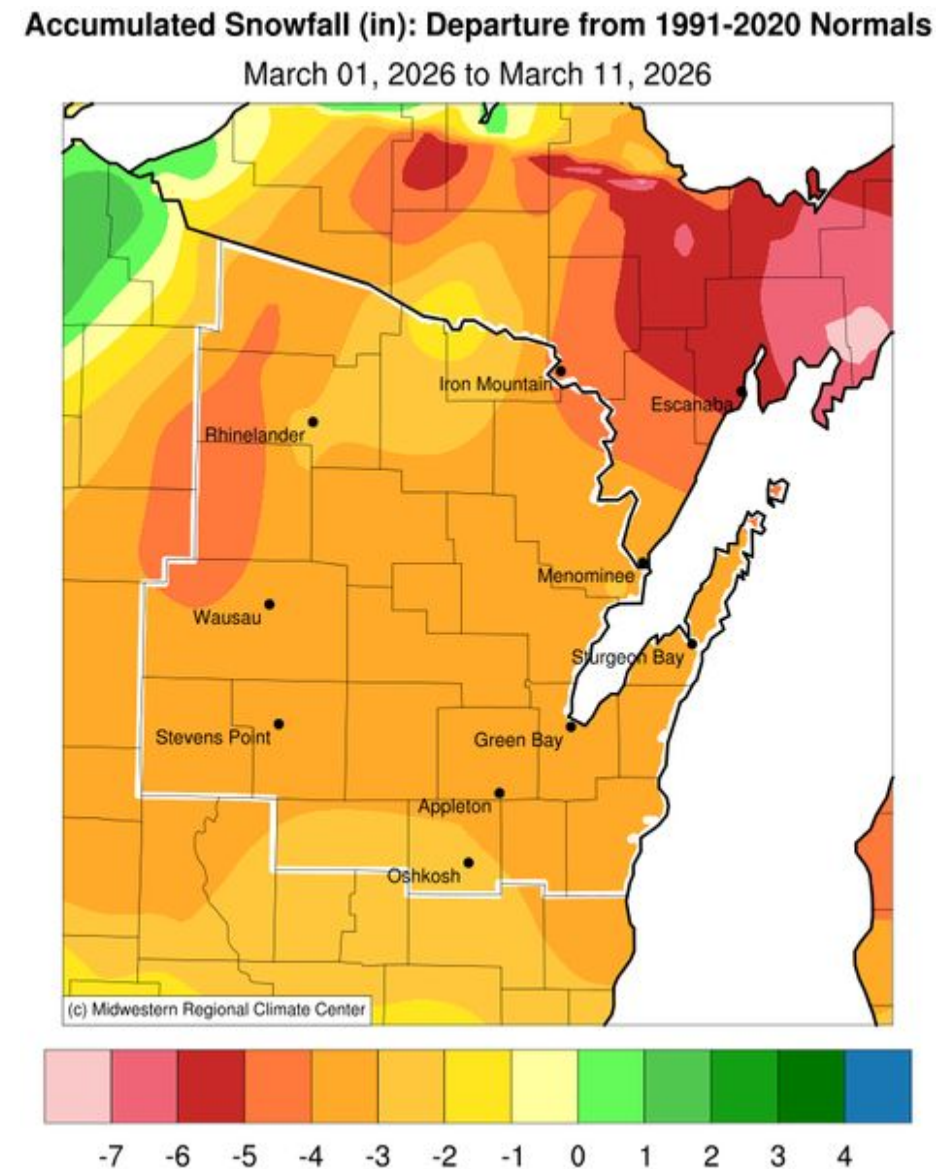 Accumulated Snowfall (in): Departure from 1991-2020 Normals
March 01, 2026 to March 11, 2026
Iron Mountain
Escanaba
Rhinelander
Menominee
Wausau
Sturgeon Bay
Stevens Point
Green Bay
Appleton
Oshkosh
(c) Midwestern Regional Climate Center
-7 -6 -5 -4 -3 -2 -1 0 1 2 3 4